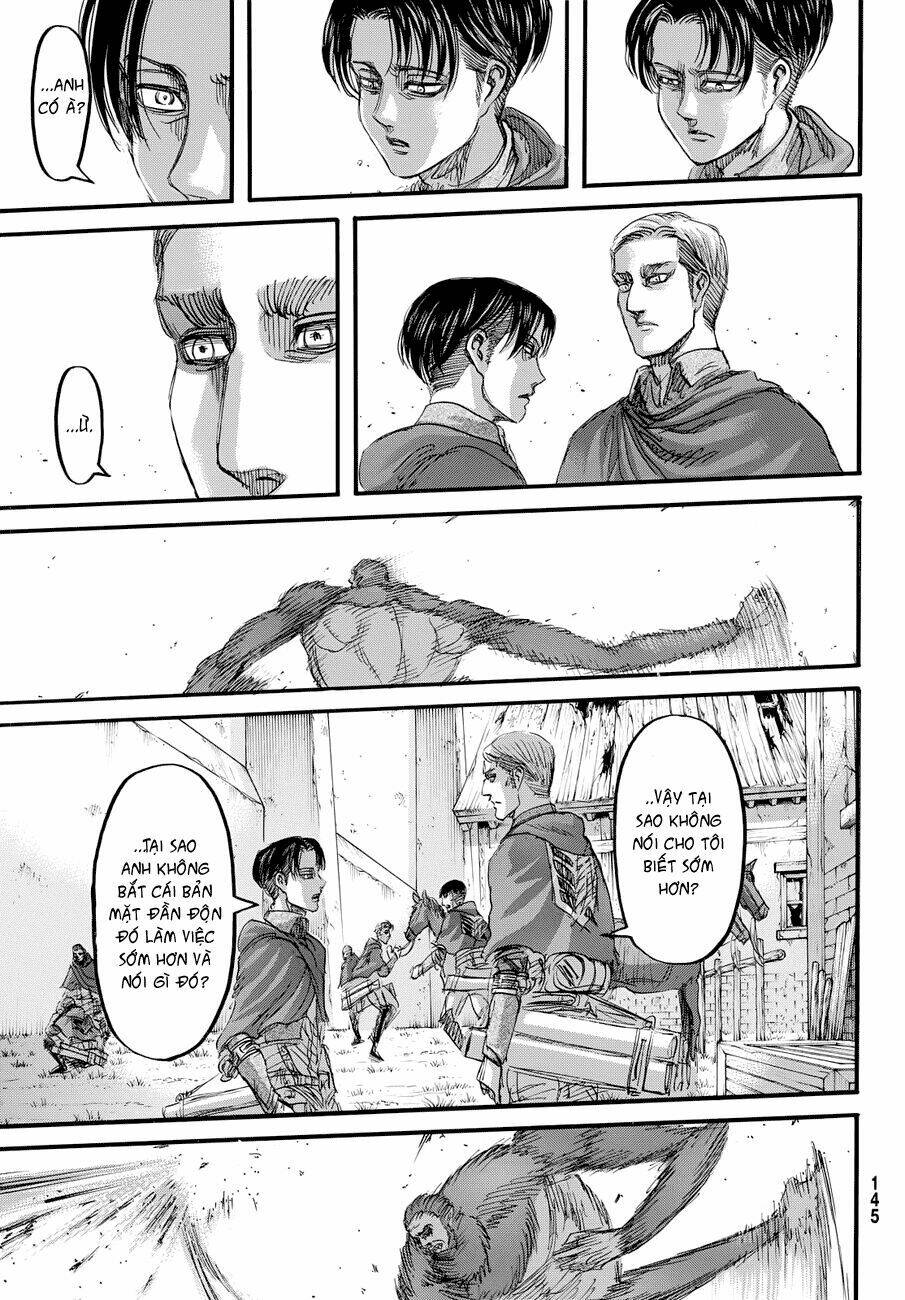 ...ANH
CÓ À?
...Ừ.
..VẬY TẠI
SAO KHÔNG
NÓI CHO TÔI
BIẾT SỚM
HƠN?
..TẠI SAO
ANH KHÔNG
BẮT CÁI BẢN
MẶT ĐẦN ĐỘN
ĐÓ LÀM VIỆC
SỚM HƠN VÀ
NÓI GÌ ĐÓ?
145